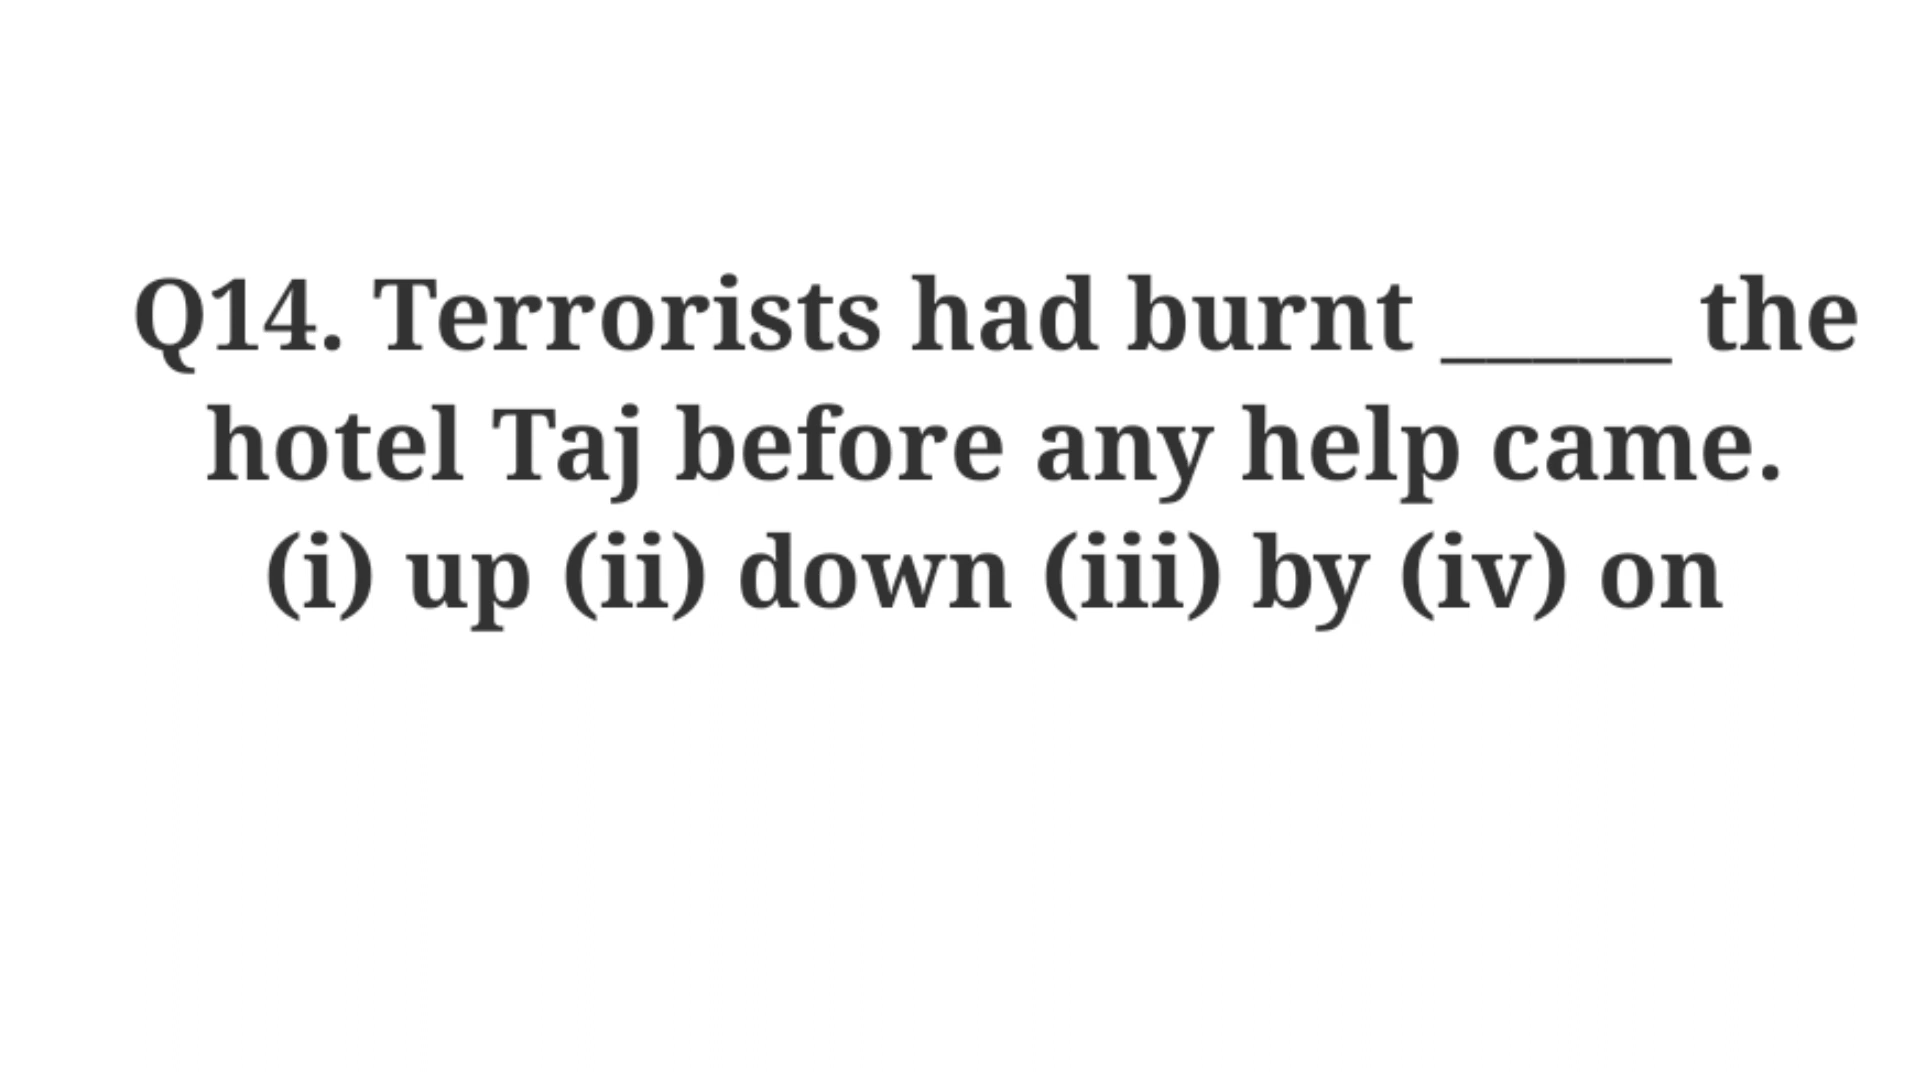 Q14. Terrorists had burnt _____ the
hotel Taj before any help came.
(i) up (ii) down (iii) by (iv) on